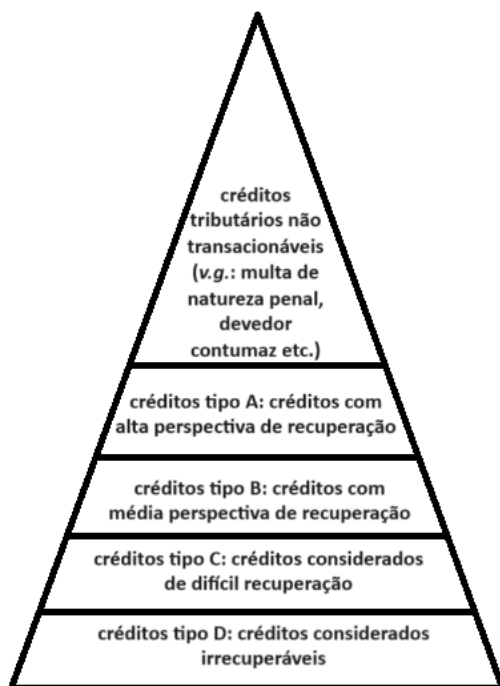 créditos
tributários não
transacionáveis
(v.g.: multa de
natureza penal,
devedor
contumaz etc.)
créditos tipo A: créditos com
alta perspectiva de recuperação
créditos tipo B: créditos com
média perspectiva de recuperação
créditos tipo C: créditos considerados
de difícil recuperação
créditos tipo D: créditos considerados
irrecuperáveis